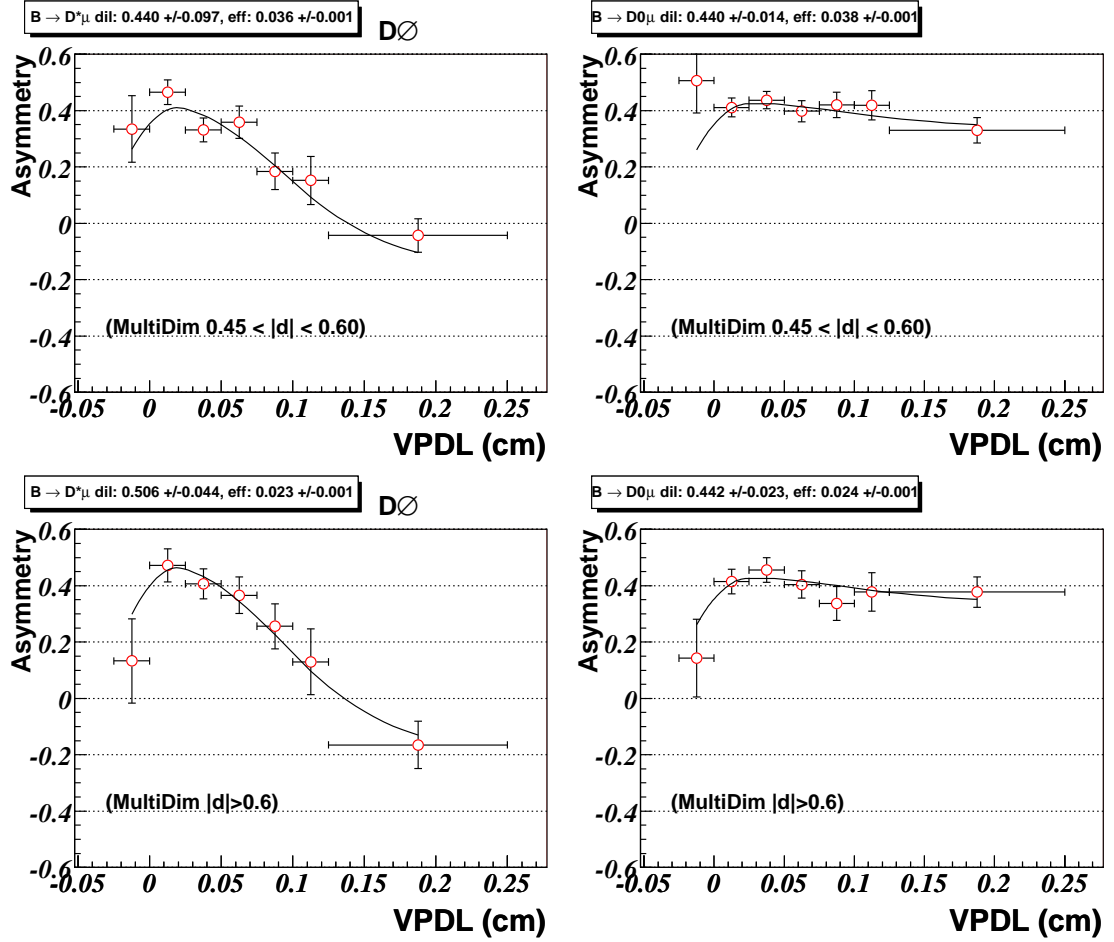 B → D*μ dil: 0.440 +/-0.097, eff: 0.036 +/-0.001
DØ
Asymmetry
0.6
0.4
0.2
0
-0.2
-0.4
-0.6
(MultiDim 0.45 < |d| < 0.60)
-0.05 0 0.05 0.1 0.15 0.2 0.25
VPDL (cm)
B → D0μ dil: 0.440 +/-0.014, eff: 0.038 +/-0.001
Asymmetry
0.6
0.4
0.2
0
-0.2
-0.4
-0.6
(MultiDim 0.45 < |d| < 0.60)
-0.05 0 0.05 0.1 0.15 0.2 0.25
VPDL (cm)
B → D*μ dil: 0.506 +/-0.044, eff: 0.023 +/-0.001
DØ
Asymmetry
0.6
0.4
0.2
0
-0.2
-0.4
-0.6
(MultiDim |d|>0.6)
-0.05 0 0.05 0.1 0.15 0.2 0.25
VPDL (cm)
B → D0μ dil: 0.442 +/-0.023, eff: 0.024 +/-0.001
Asymmetry
0.6
0.4
0.2
0
-0.2
-0.4
-0.6
(MultiDim |d|>0.6)
-0.05 0 0.05 0.1 0.15 0.2 0.25
VPDL (cm)